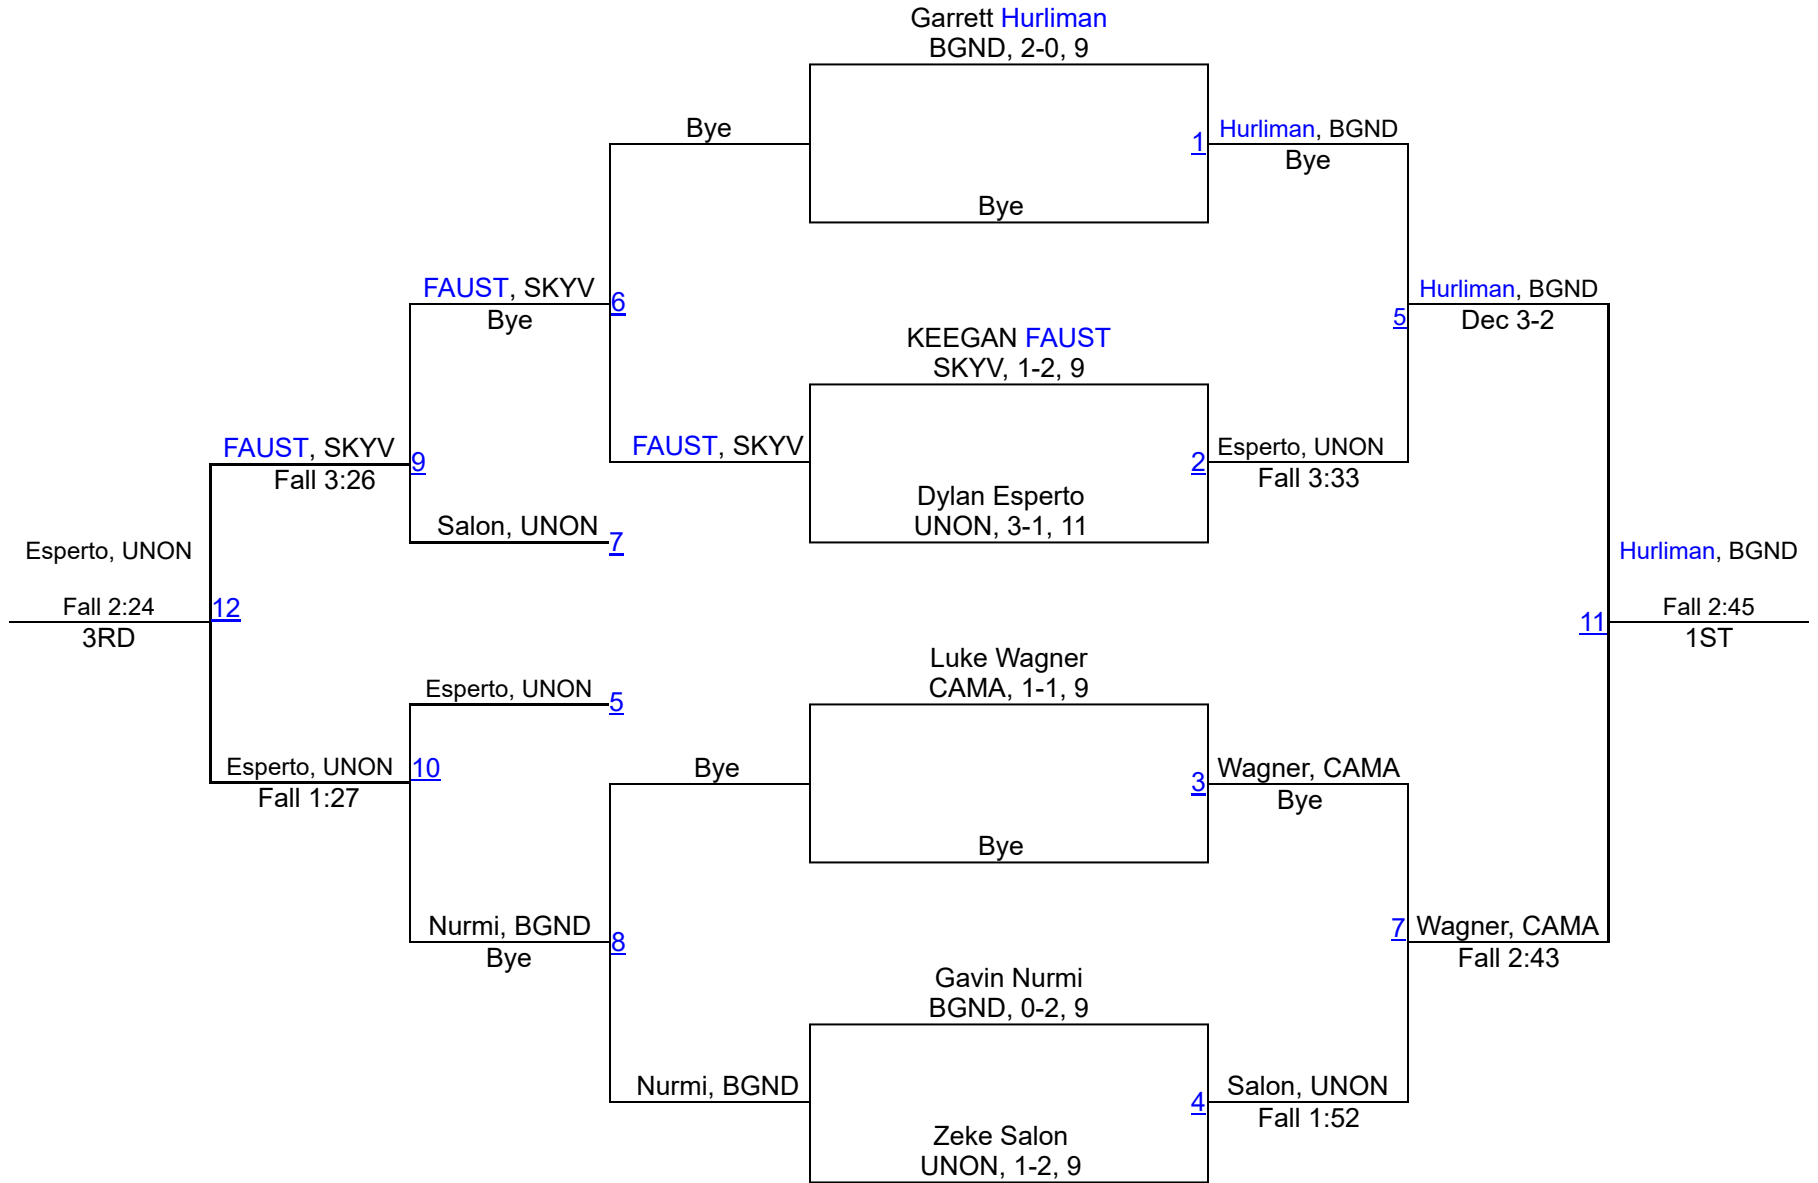 Garrett Hurliman
BGND, 2-0, 9
Bye
1
Hurliman, BGND
Bye
Bye
FAUST, SKYV
Bye
6
KEEGAN FAUST
SKYV, 1-2, 9
5
Hurliman, BGND
Dec 3-2
FAUST, SKYV
Fall 3:26
9
FAUST, SKYV
2
Esperto, UNON
Fall 3:33
Dylan Esperto
UNON, 3-1, 11
Salon, UNON
7
Esperto, UNON
Fall 2:24
3RD
12
11
Hurliman, BGND
Fall 2:45
1ST
Luke Wagner
CAMA, 1-1, 9
Esperto, UNON
5
Esperto, UNON
Fall 1:27
10
Bye
3
Wagner, CAMA
Bye
Bye
Nurmi, BGND
Bye
8
7
Wagner, CAMA
Fall 2:43
Gavin Nurmi
BGND, 0-2, 9
Nurmi, BGND
4
Salon, UNON
Fall 1:52
Zeke Salon
UNON, 1-2, 9